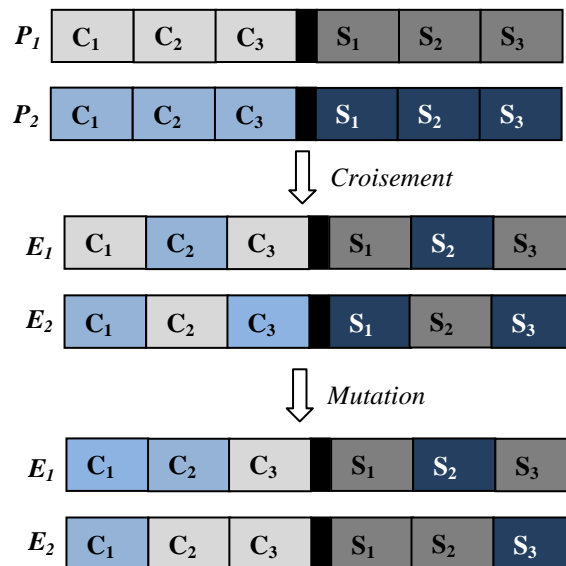 P₁ C₁ C₂ C₃ S₁ S₂ S₃
P₂ C₁ C₂ C₃ S₁ S₂ S₃
Croisement
E₁ C₁ C₂ C₃ S₁ S₂ S₃
E₂ C₁ C₂ C₃ S₁ S₂ S₃
Mutation
E₁ C₁ C₂ C₃ S₁ S₂ S₃
E₂ C₁ C₂ C₃ S₁ S₂ S₃